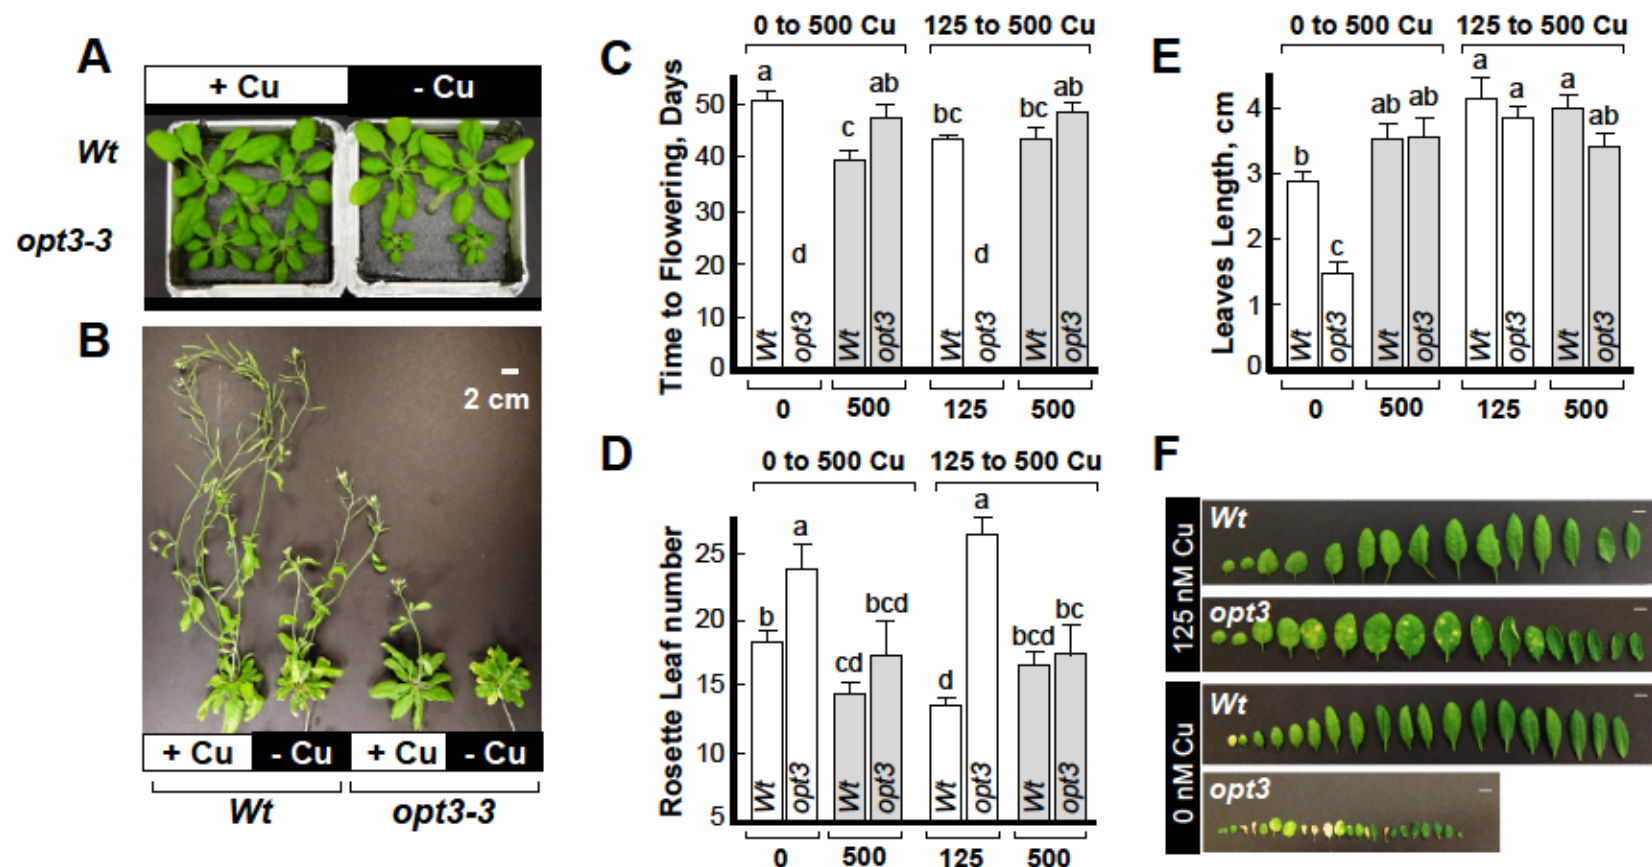 A
+ Cu - Cu
Wt
opt3-3
B
2 cm
+ Cu - Cu + Cu - Cu
Wt opt3-3
C
0 to 500 Cu 125 to 500 Cu
Time to Flowering, Days
50
40
30
20
10
0
a d c ab bc d bc ab
Wt opt3 Wt opt3 Wt opt3 Wt opt3
0 500 125 500
D
0 to 500 Cu 125 to 500 Cu
Rosette Leaf number
25
20
15
10
5
b a cd bcd d a bcd bc
Wt opt3 Wt opt3 Wt opt3 Wt opt3
0 500 125 500
E
0 to 500 Cu 125 to 500 Cu
Leaves Length, cm
4
3
2
1
0
b c ab ab a a a ab
Wt opt3 Wt opt3 Wt opt3 Wt opt3
0 500 125 500
F
125 nM Cu
Wt
opt3
0 nM Cu
Wt
opt3